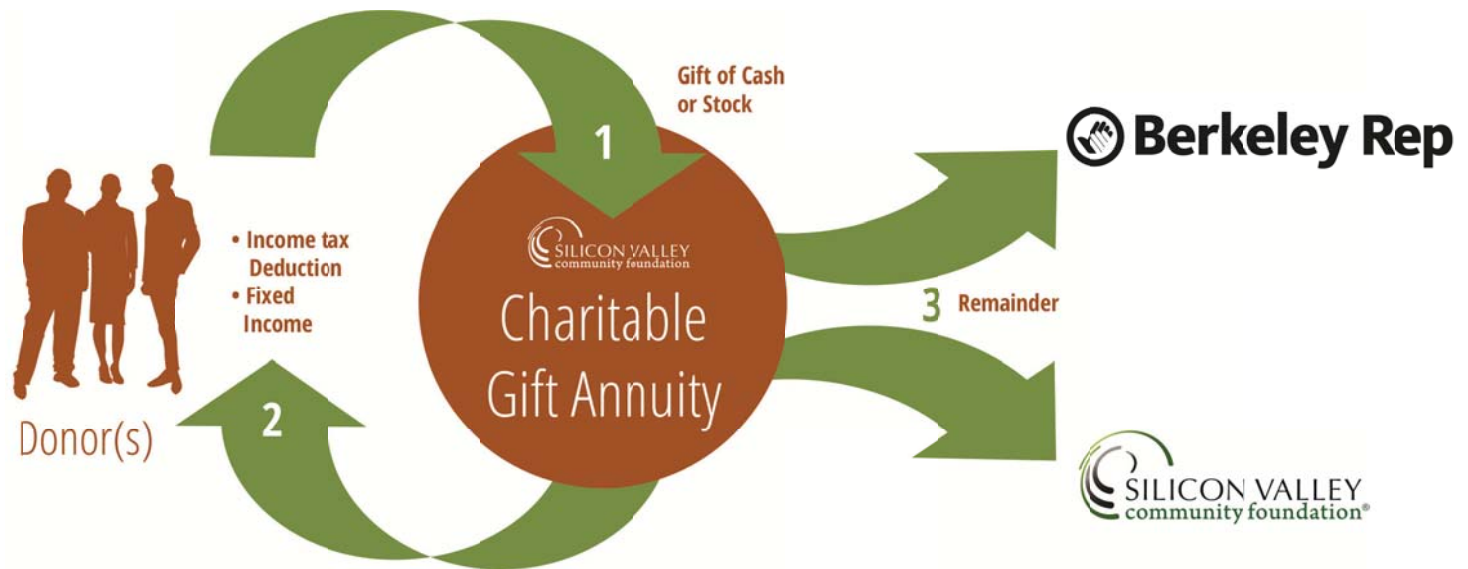 1
Gift of Cash
or Stock
Berkeley Rep
• Income tax
Deduction
• Fixed
Income
SILICON VALLEY
community foundation
Charitable
Gift Annuity
3
Remainder
2
Donor(s)
SILICON VALLEY
community foundation®